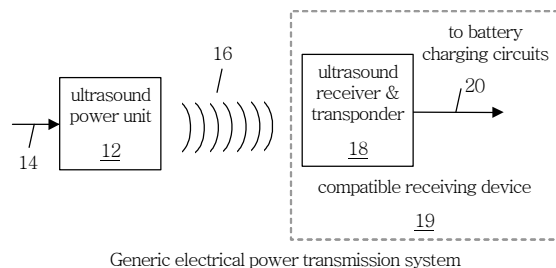 to battery
charging circuits
16
ultrasound
power unit
12
14
ultrasound
receiver &
transponder
18
20
compatible receiving device
19
Generic electrical power transmission system